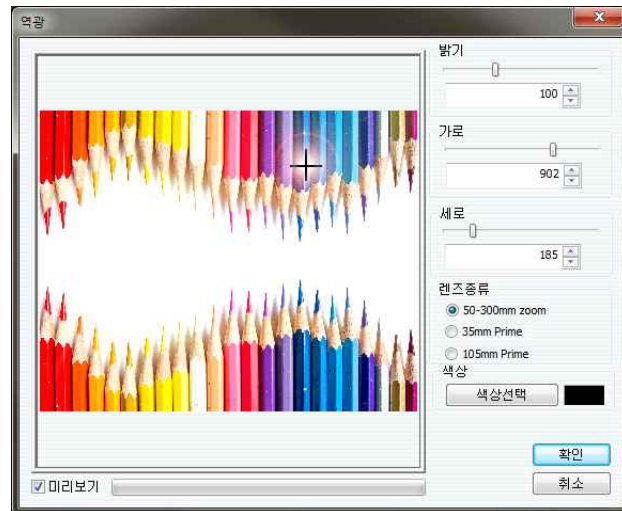 역광
밝기
100
가로
902
세로
185
렌즈종류
50-300mm zoom
35mm Prime
105mm Prime
색상
색상선택
확인
미리보기
취소